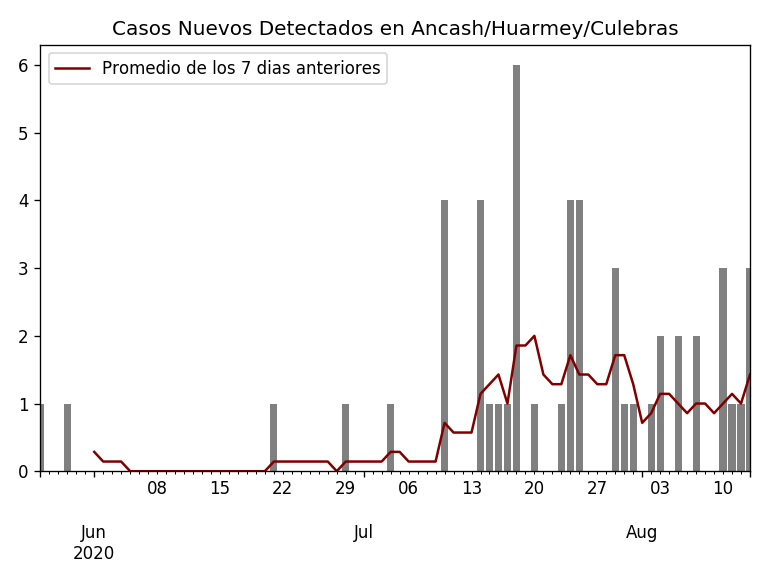 Casos Nuevos Detectados en Ancash/Huarmey/Culebras
Promedio de los 7 dias anteriores
6
5
4
3
2
1
0
08 15 22 29 06 13 20 27 03 10
Jun Jul Aug
2020